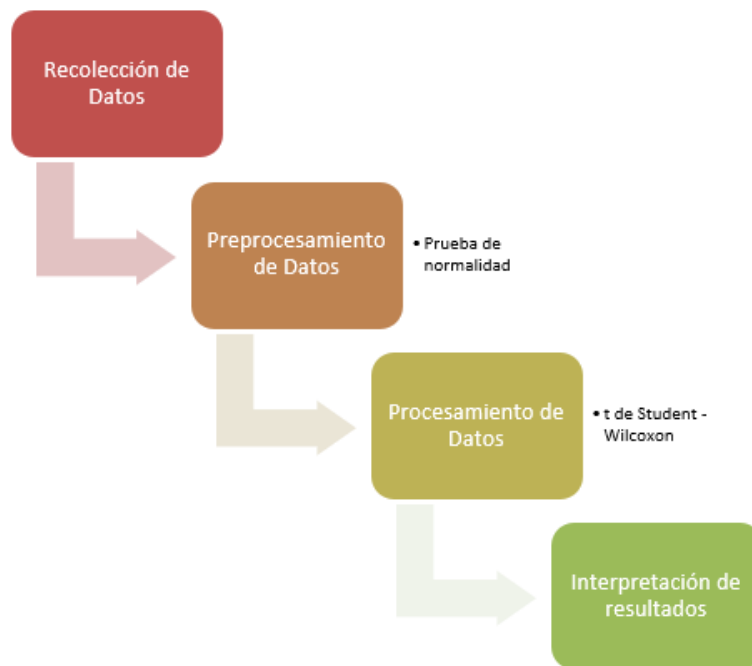 Recolección de
Datos
Preprocesamiento
de Datos
• Prueba de
normalidad
Procesamiento de
Datos
• t de Student -
Wilcoxon
Interpretación de
resultados